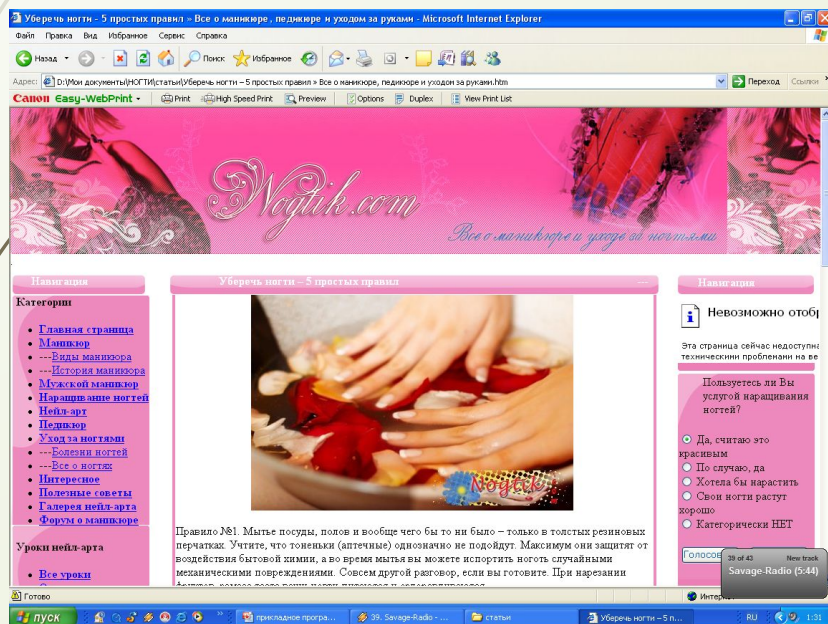 Уберечь ногти - 5 простых правил » Все о маникюре, педикюре и уходом за руками - Microsoft Internet Explorer
Файл Правка Вид Избранное Сервис Справка
Назад Поиск Избранное
Адрес: D:\Мои документы\НОГТИ\статьи\Уберечь ногти – 5 простых правил » Все о маникюре, педикюре и уходом за руками.htm Переход Ссылки
Canon Easy-WebPrint Print High Speed Print Preview Options Duplex View Print List
Nogtik.com
Все о маникюре и уходе за ногтями
Навигация
Категории
Главная страница
Маникюр
---Виды маникюра
---История маникюра
Мужской маникюр
Наращивание ногтей
Нейл-арт
Педикюр
Уход за ногтями
---Болезни ногтей
---Все о ногтях
Интересное
Полезные советы
Галерея нейл-арта
Форум о маникюре
Уроки нейл-арта
Все уроки
Уберечь ногти – 5 простых правил
Nogtik
Правило №1. Мытье посуды, полов и вообще чего бы то ни было – только в толстых резиновых
перчатках. Учтите, что тоненьки (аптечные) однозначно не подойдут. Максимум они защитят от
воздействия бытовой химии, а во время мытья вы можете испортить ноготь случайными
механическими повреждениями. Совсем другой разговор, если вы готовите. При нарезании
Навигация
Невозможно отоб
Эта страница сейчас недоступна
техническими проблемами на ве
Пользуетесь ли Вы
услугой наращивания
ногтей?
Да, считаю это
красивым
По случаю, да
Хотела бы нарастить
Свои ногти растут
хорошо
Категорически НЕТ
Голосов
39 of 43 New track
Savage-Radio (5:44)
Готово Интер
пуск прикладное програ... 39. Savage-Radio - ... статьи Уберечь ногти – 5 п... RU 1:31